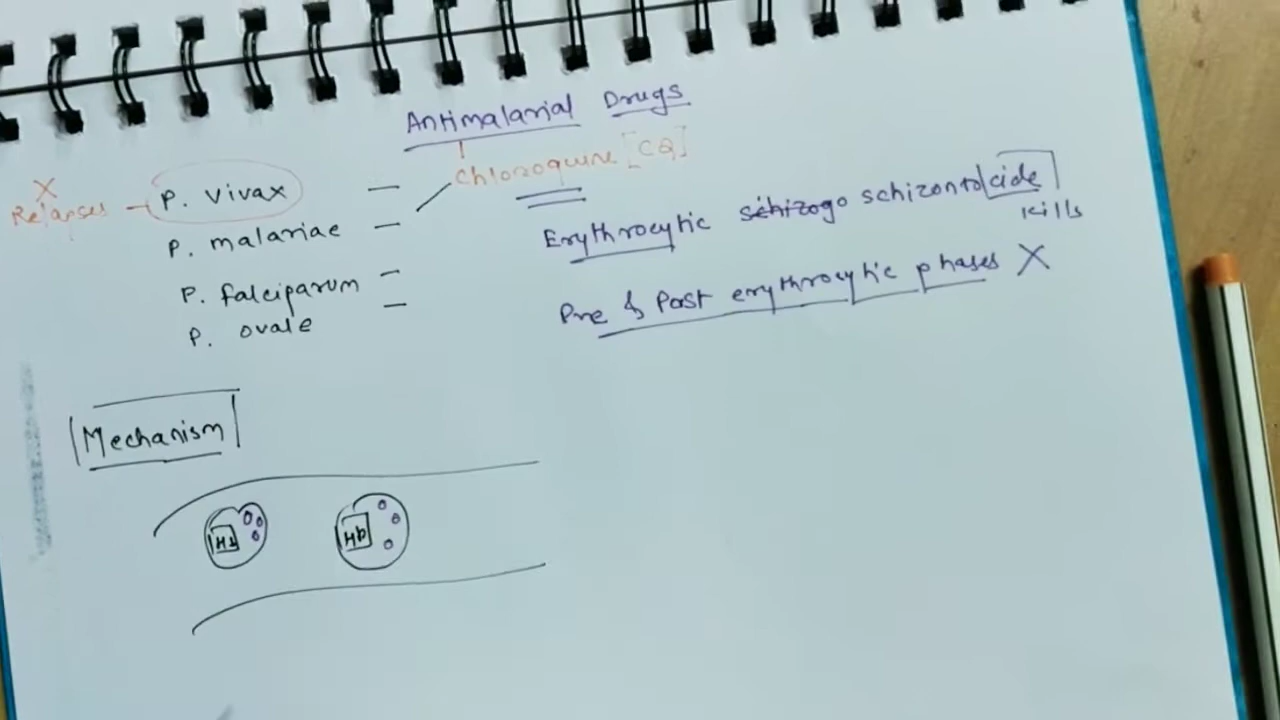 Antimalarial Drugs
Chloroquine [CQ]
X
Relapses
P. vivax
P. malariae
P. falciparum
P. ovale
Erythrocytic schizogo schizontocide
kills
Pre & Post erythrocytic phases X
Mechanism
Hb
Hb